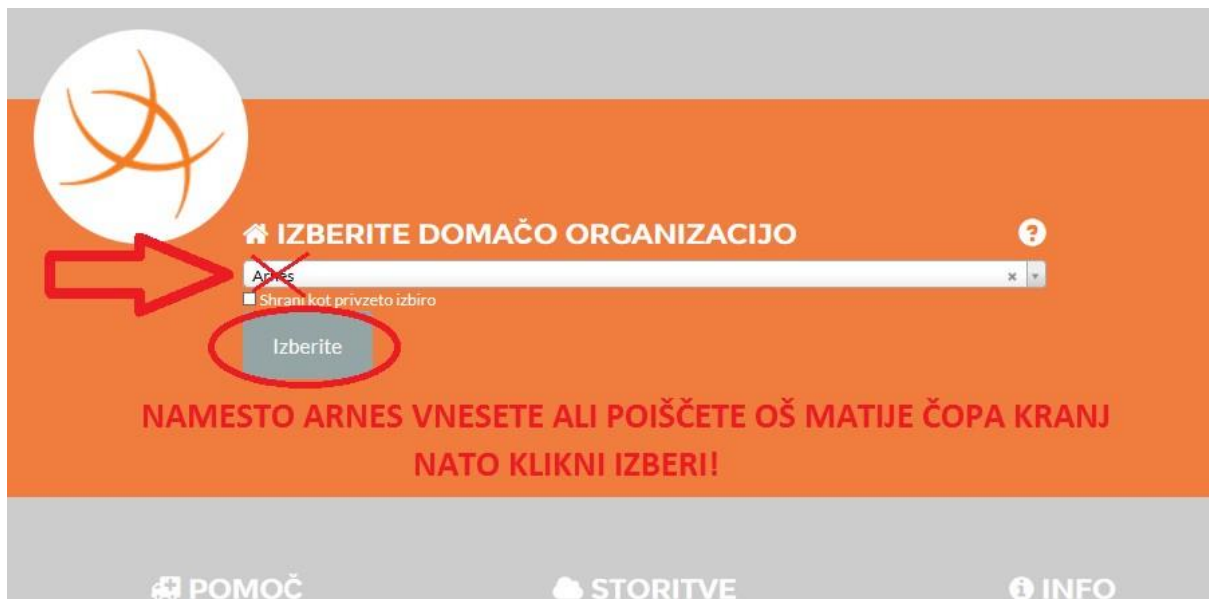 IZBERITE DOMAČO ORGANIZACIJO
Arnes
Shrani kot privzeto izbiro
Izberite
NAMESTO ARNES VNESETE ALI POIŠČETE OŠ MATIJE ČOPA KRANJ
NATO KLIKNI IZBERI!
POMOČ
STORITVE
INFO